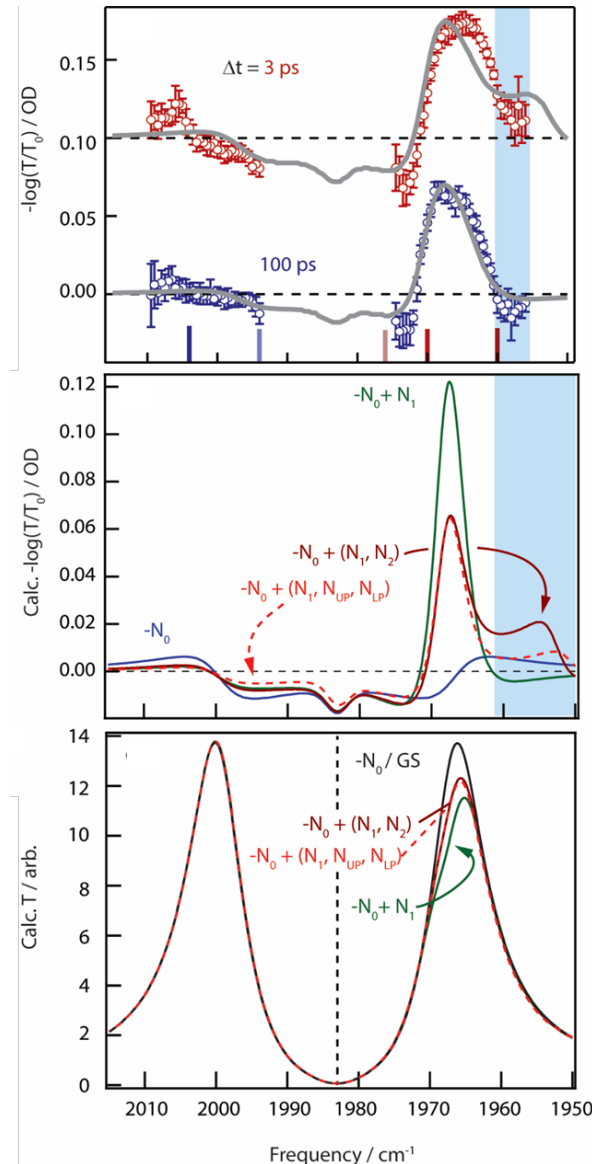 -log(T/T₀) / OD
0.15
0.10
0.05
0.00
Δt = 3 ps
100 ps
Calc. -log(T/T₀) / OD
0.12
0.10
0.08
0.06
0.04
0.02
0.00
-N₀+ N₁
-N₀ + (N₁, N₂)
-N₀ + (N₁, N_UP, N_LP)
-N₀
Calc. T / arb.
14
12
10
8
6
4
2
0
-N₀ / GS
-N₀ + (N₁, N₂)
-N₀ + (N₁, N_UP, N_LP)
-N₀+ N₁
2010 2000 1990 1980 1970 1960 1950
Frequency / cm⁻¹